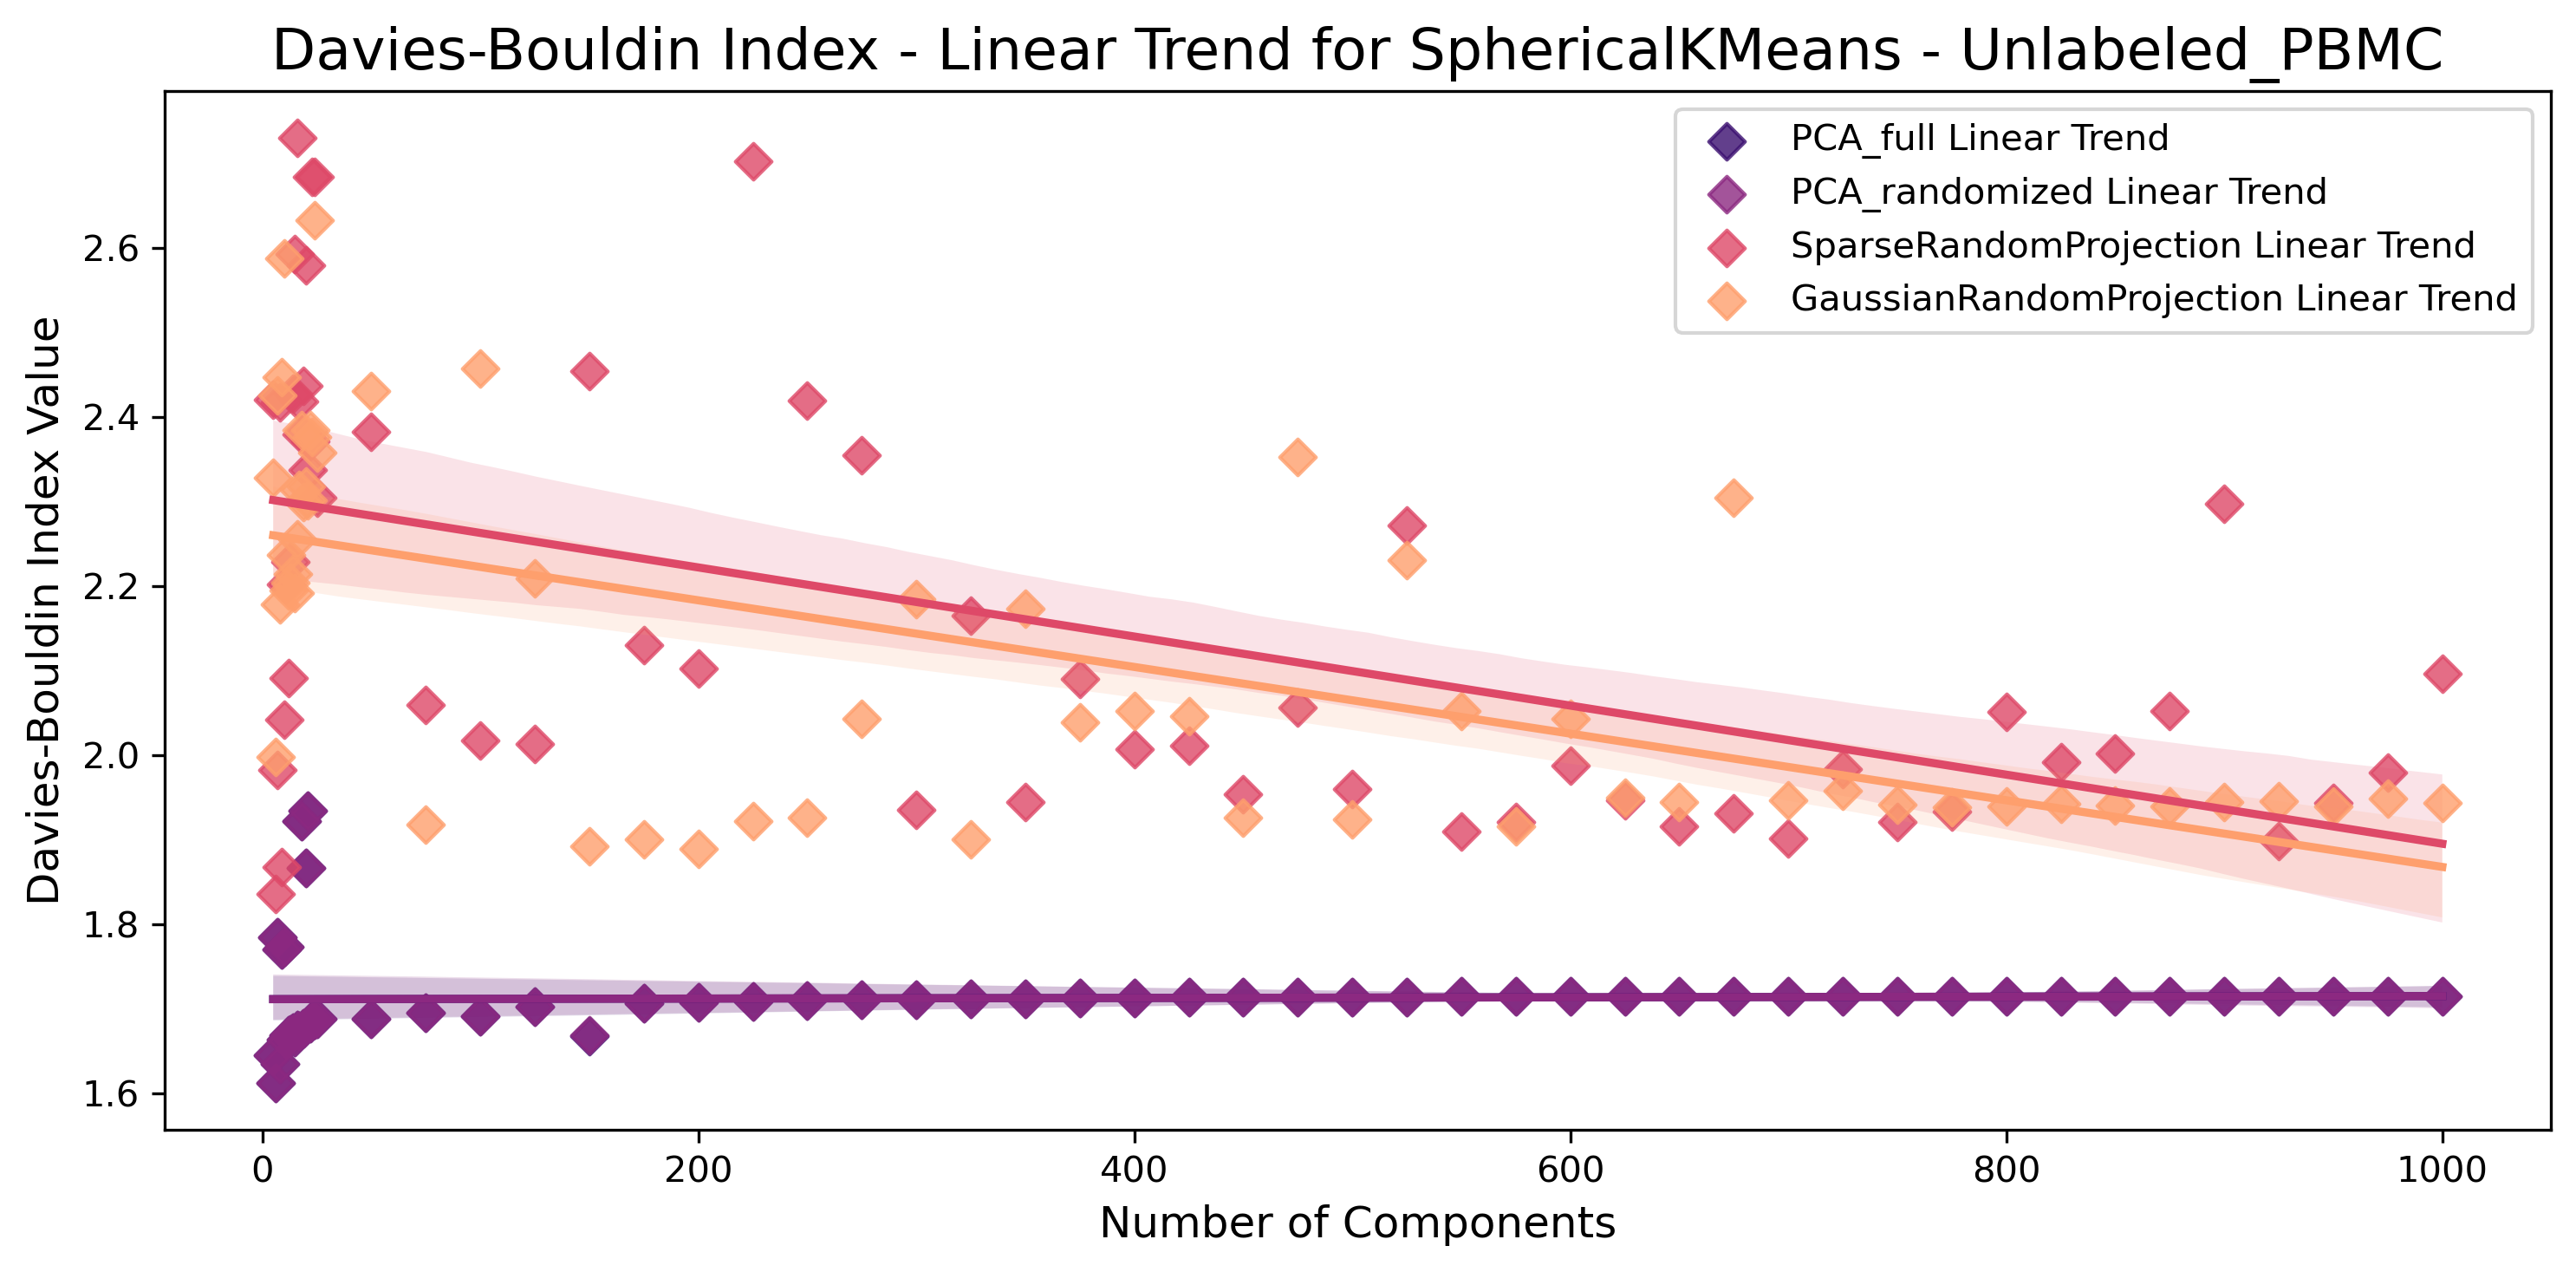 Davies-Bouldin Index - Linear Trend for SphericalKMeans - Unlabeled_PBMC
PCA_full Linear Trend
PCA_randomized Linear Trend
SparseRandomProjection Linear Trend
GaussianRandomProjection Linear Trend
Davies-Bouldin Index Value
2.6
2.4
2.2
2.0
1.8
1.6
0 200 400 600 800 1000
Number of Components